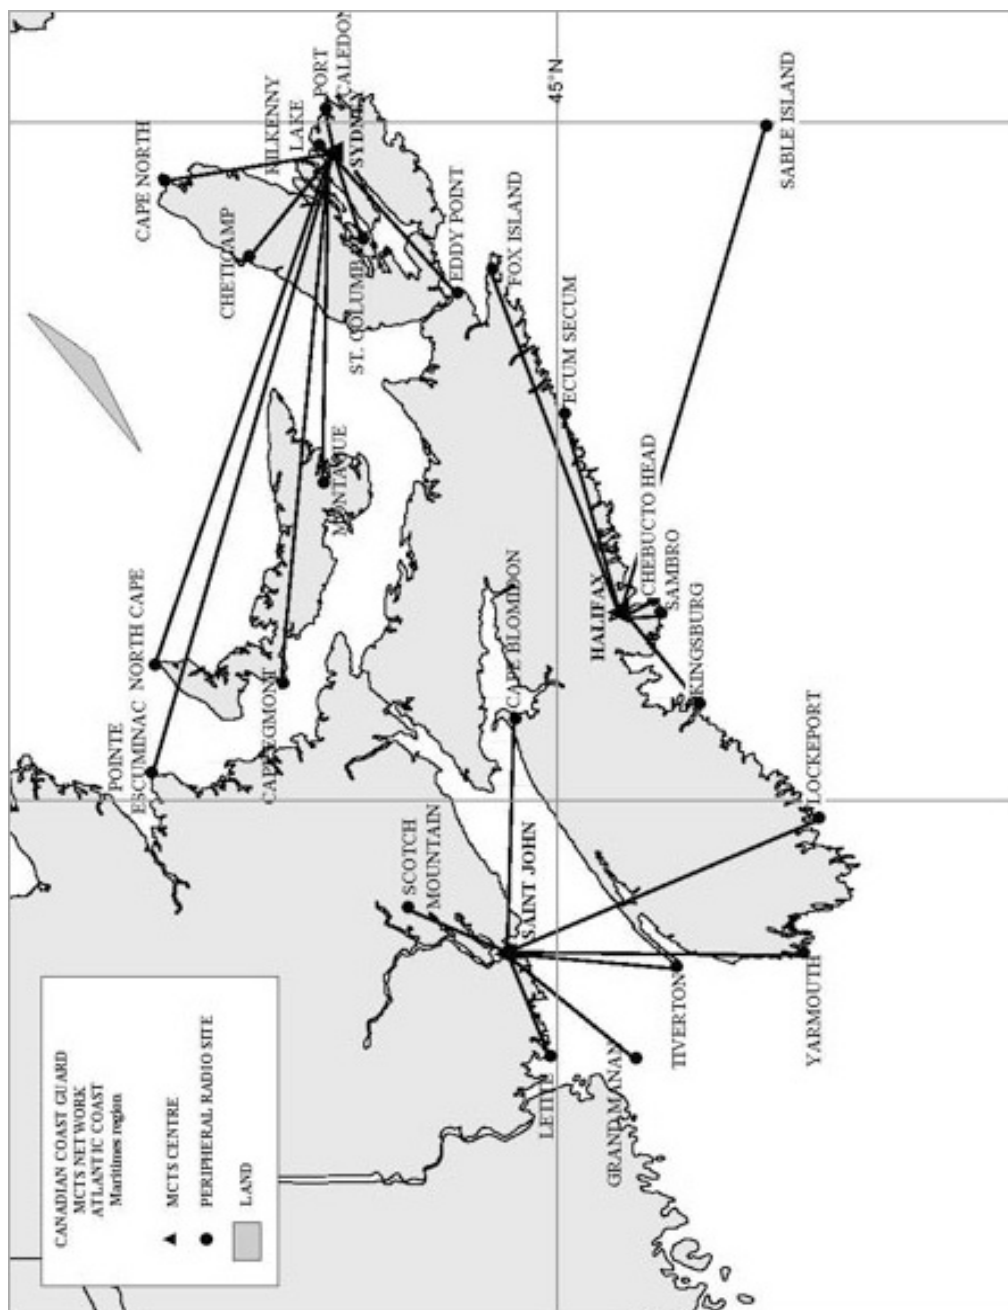 CANADIAN COAST GUARD
MCTS NETWORK
ATLANTIC COAST
Maritimes region
MCTS CENTRE
PERIPHERAL RADIO SITE
LAND
POINTE
ESCUMINAC
NORTH CAPE
CAPE NORTH
CHETICAMP
KILKENNY
LAKE
PORT
CALEDON
SYDNEY
ST. COLUMB
MONTAGUE
CAPE EGMONT
EDDY POINT
FOX ISLAND
ECUM SECUM
45°N
SABLE ISLAND
SCOTCH
MOUNTAIN
SAINT JOHN
CAPE BLOMIDON
HALIFAX
CHEBUCTO HEAD
SAMBRO
KINGSBURG
LOCKEPORT
LETITE
GRAND MANAN
TIVERTON
YARMOUTH